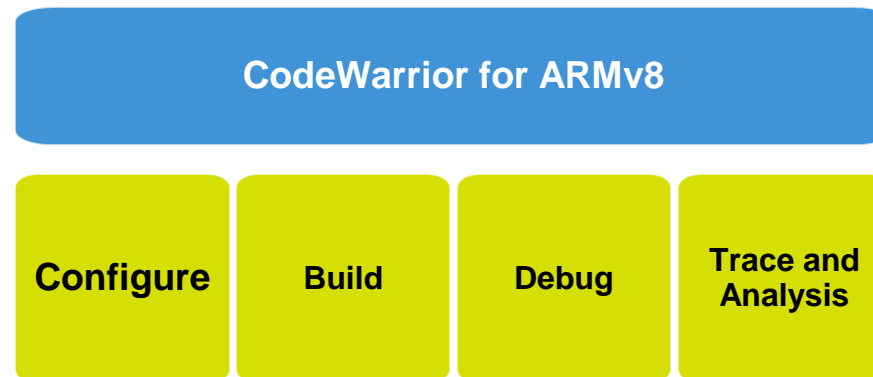 CodeWarrior for ARMv8
Configure
Build
Debug
Trace and
Analysis